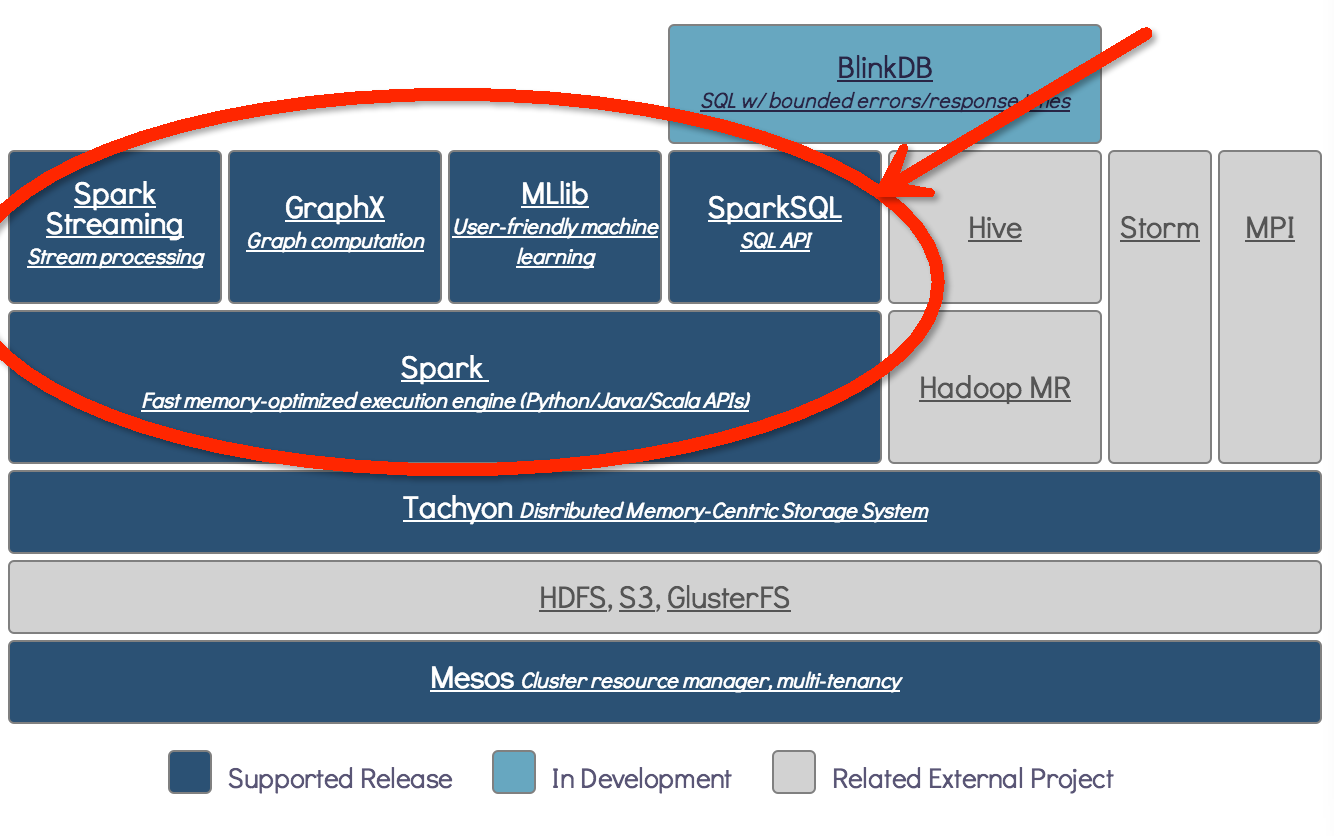 BlinkDB
SQL w/ bounded errors/response times
Spark
Streaming
Stream processing
GraphX
Graph computation
MLlib
User-friendly machine
learning
SparkSQL
SQL API
Hive
Storm
MPI
Spark
Fast memory-optimized execution engine (Python/Java/Scala APIs)
Hadoop MR
Tachyon Distributed Memory-Centric Storage System
HDFS, S3, GlusterFS
Mesos Cluster resource manager, multi-tenancy
Supported Release
In Development
Related External Project